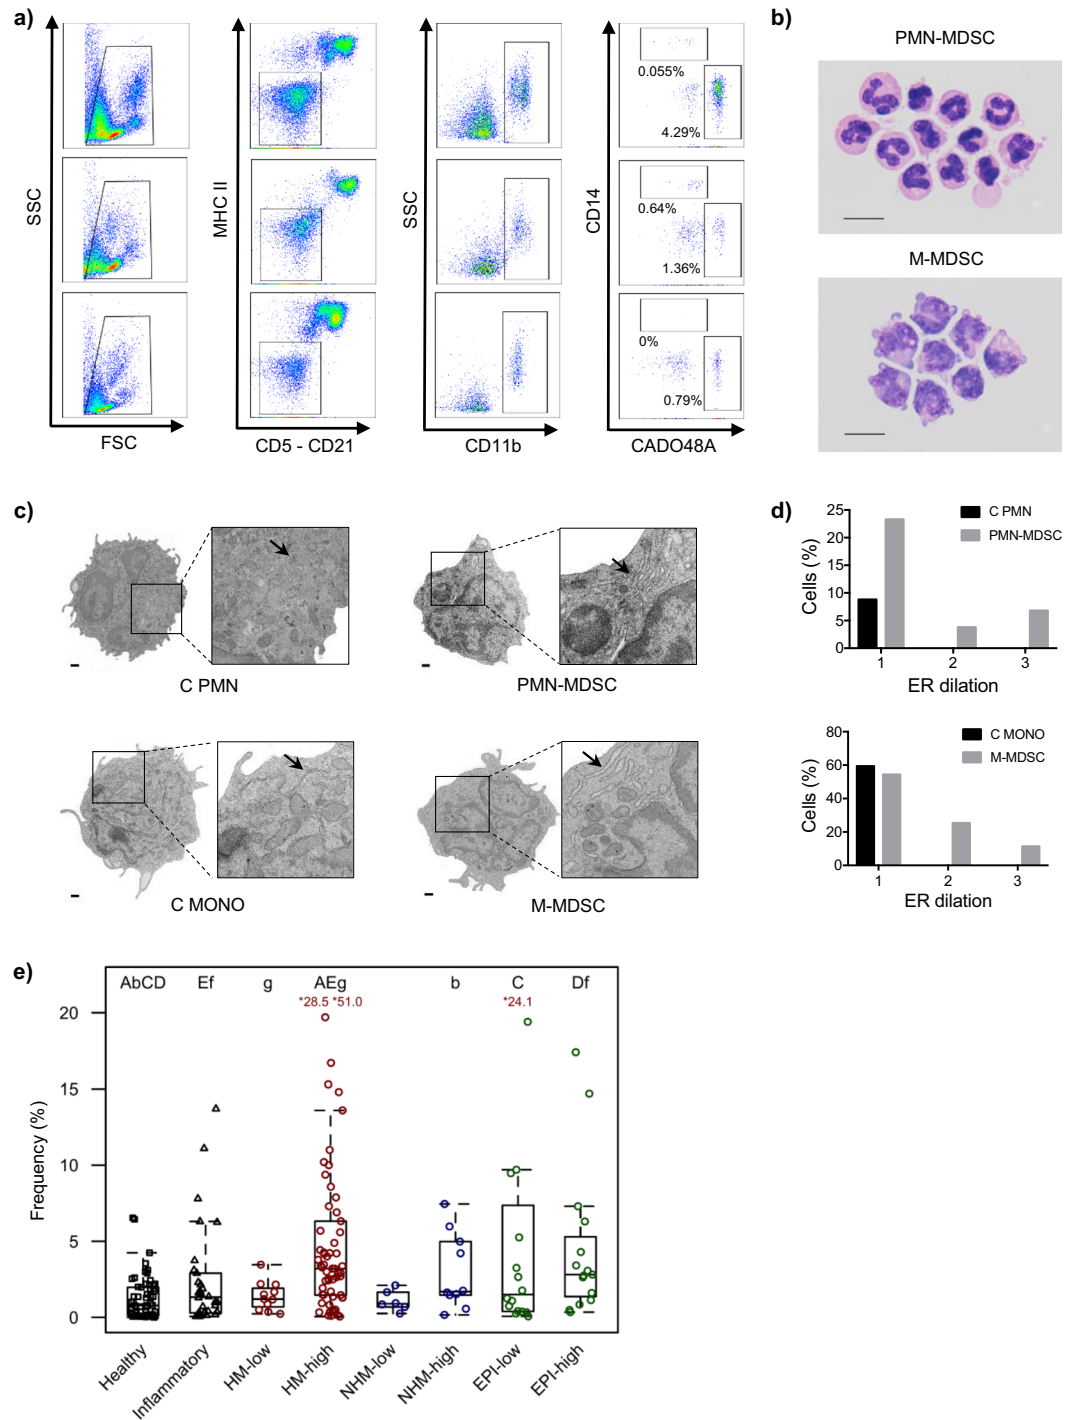 a)
SSC
FSC
MHC II
CD5 - CD21
SSC
CD11b
CD14
CADO48A
0.055%
4.29%
0.64%
1.36%
0%
0.79%
b)
PMN-MDSC
M-MDSC
c)
C PMN
PMN-MDSC
C MONO
M-MDSC
d)
Cells (%)
25
20
15
10
5
0
1 2 3
ER dilation
C PMN
PMN-MDSC
Cells (%)
80
60
40
20
0
1 2 3
ER dilation
C MONO
M-MDSC
e)
AbCD Ef g AEg b C Df
*28.5 *51.0 *24.1
Frequency (%)
20
15
10
5
0
Healthy
Inflammatory
HM-low
HM-high
NHM-low
NHM-high
EPI-low
EPI-high